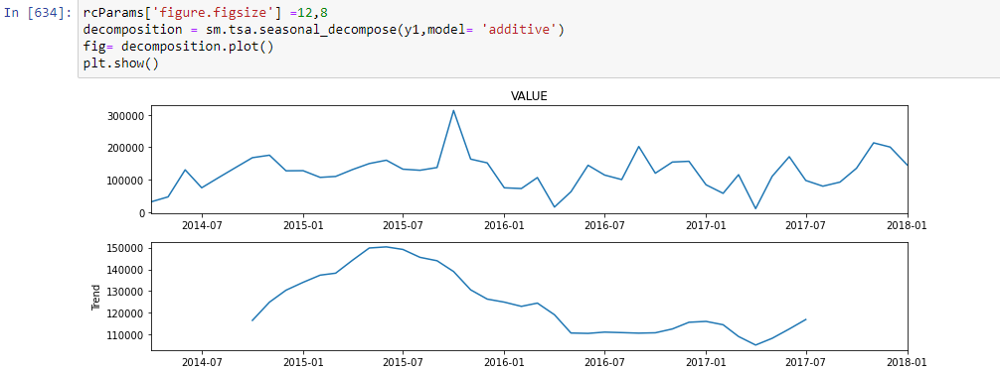 In [634]: rcParams['figure.figsize'] =12,8
decomposition = sm.tsa.seasonal_decompose(y1,model= 'additive')
fig= decomposition.plot()
plt.show()
VALUE
300000
200000
100000
0
2014-07 2015-01 2015-07 2016-01 2016-07 2017-01 2017-07 2018-01
150000
140000
130000
120000
110000
Trend
2014-07 2015-01 2015-07 2016-01 2016-07 2017-01 2017-07 2018-01